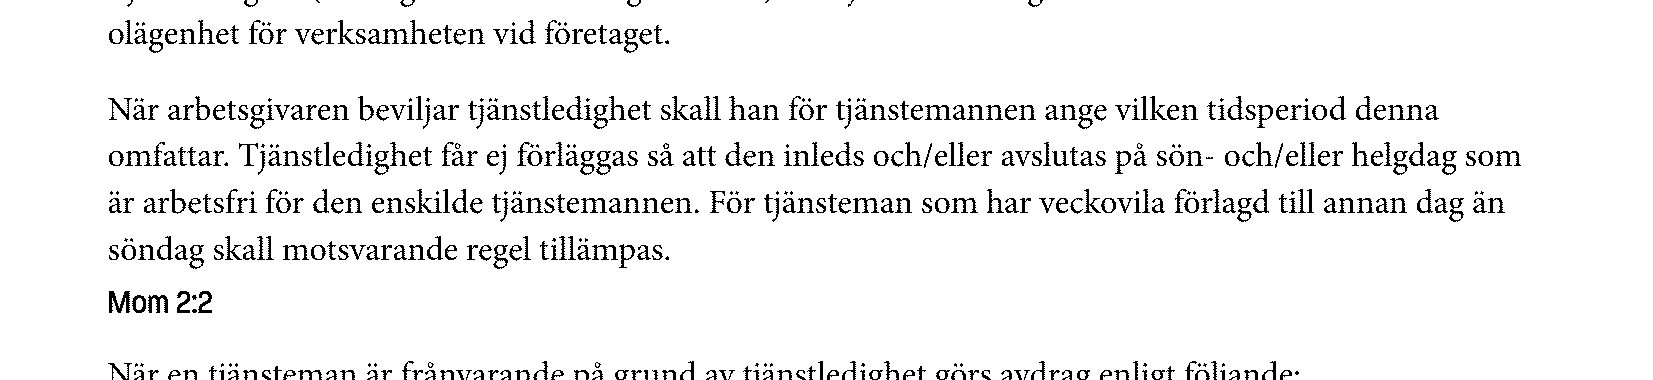 olägenhet för verksamheten vid företaget.
När arbetsgivaren beviljar tjänstledighet skall han för tjänstemannen ange vilken tidsperiod denna
omfattar. Tjänstledighet får ej förläggas så att den inleds och/eller avslutas på sön- och/eller helgdag som
är arbetsfri för den enskilde tjänstemannen. För tjänsteman som har veckovila förlagd till annan dag än
söndag skall motsvarande regel tillämpas.
Mom 2:2
När en tjänsteman är frånvarande på grund av tjänstledighet görs avdrag enligt följande: